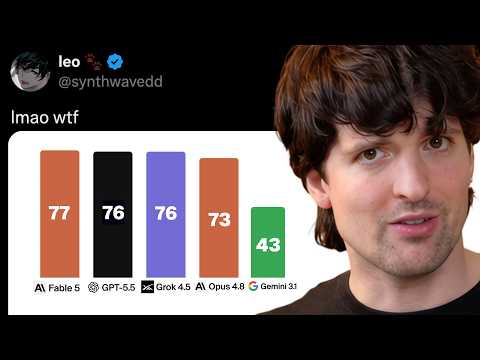 leo
@synthwavedd
lmao wtf
77
76
76
73
43
Fable 5
GPT-5.5
Grok 4.5
Opus 4.8
Gemini 3.1